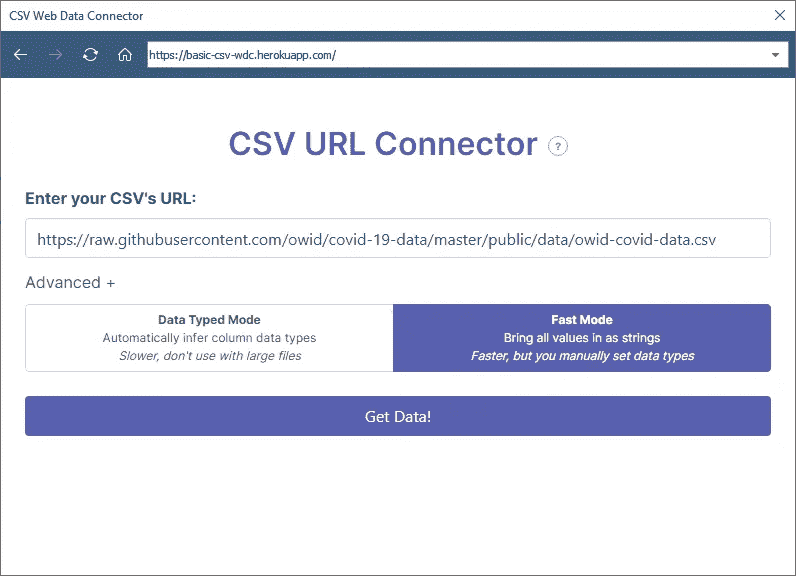 CSV Web Data Connector
https://basic-csv-wdc.herokuapp.com/
CSV URL Connector ?
Enter your CSV's URL:
https://raw.githubusercontent.com/owid/covid-19-data/master/public/data/owid-covid-data.csv
Advanced +
Data Typed Mode
Automatically infer column data types
Slower, don't use with large files
Fast Mode
Bring all values in as strings
Faster, but you manually set data types
Get Data!